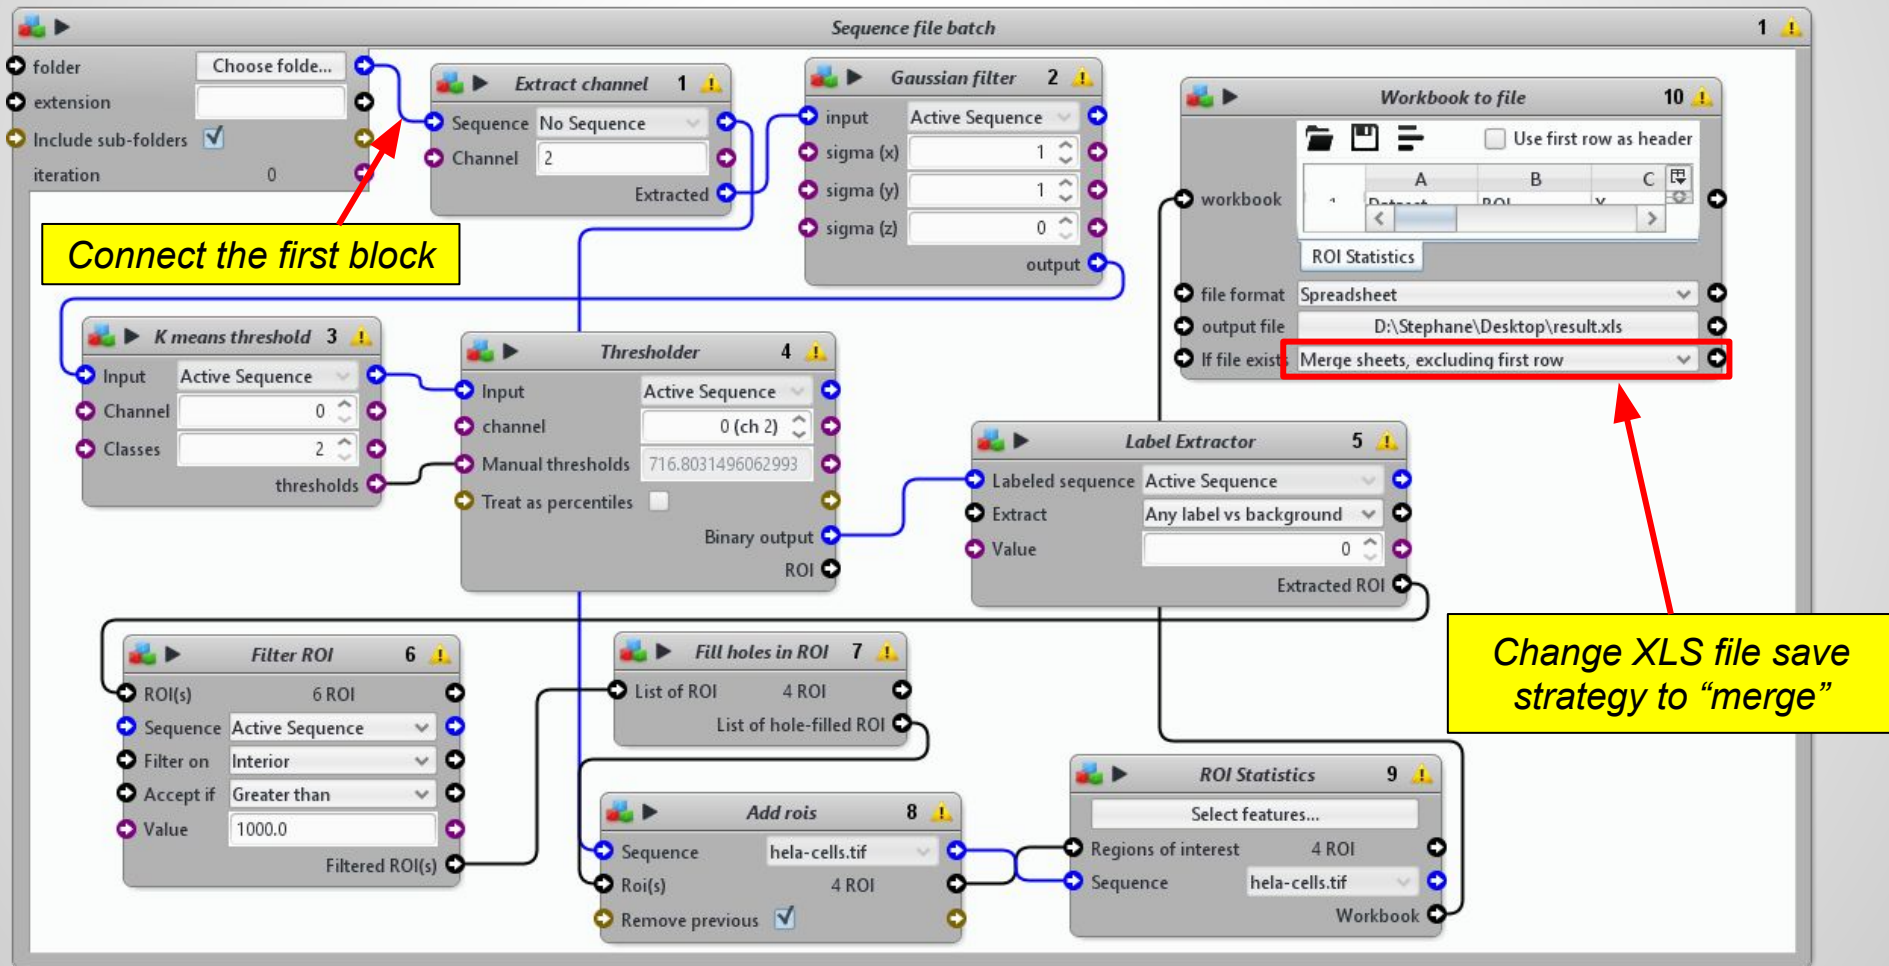 Sequence file batch 1
folder Choose folde...
extension
Include sub-folders
iteration 0
Connect the first block
Extract channel 1
Sequence No Sequence
Channel 2
Extracted
Gaussian filter 2
input Active Sequence
sigma (x) 1
sigma (y) 1
sigma (z) 0
output
Workbook to file 10
Use first row as header
A B C
workbook
ROI Statistics
file format Spreadsheet
output file D:\Stephane\Desktop\result.xls
If file exists Merge sheets, excluding first row
K means threshold 3
Input Active Sequence
Channel 0
Classes 2
thresholds
Thresholder 4
Input Active Sequence
channel 0 (ch 2)
Manual thresholds 716.8031496062993
Treat as percentiles
Binary output
ROI
Label Extractor 5
Labeled sequence Active Sequence
Extract Any label vs background
Value 0
Extracted ROI
Change XLS file save
strategy to “merge”
Filter ROI 6
ROI(s) 6 ROI
Sequence Active Sequence
Filter on Interior
Accept if Greater than
Value 1000.0
Filtered ROI(s)
Fill holes in ROI 7
List of ROI 4 ROI
List of hole-filled ROI
Add rois 8
Sequence hela-cells.tif
Roi(s) 4 ROI
Remove previous
ROI Statistics 9
Select features...
Regions of interest 4 ROI
Sequence hela-cells.tif
Workbook